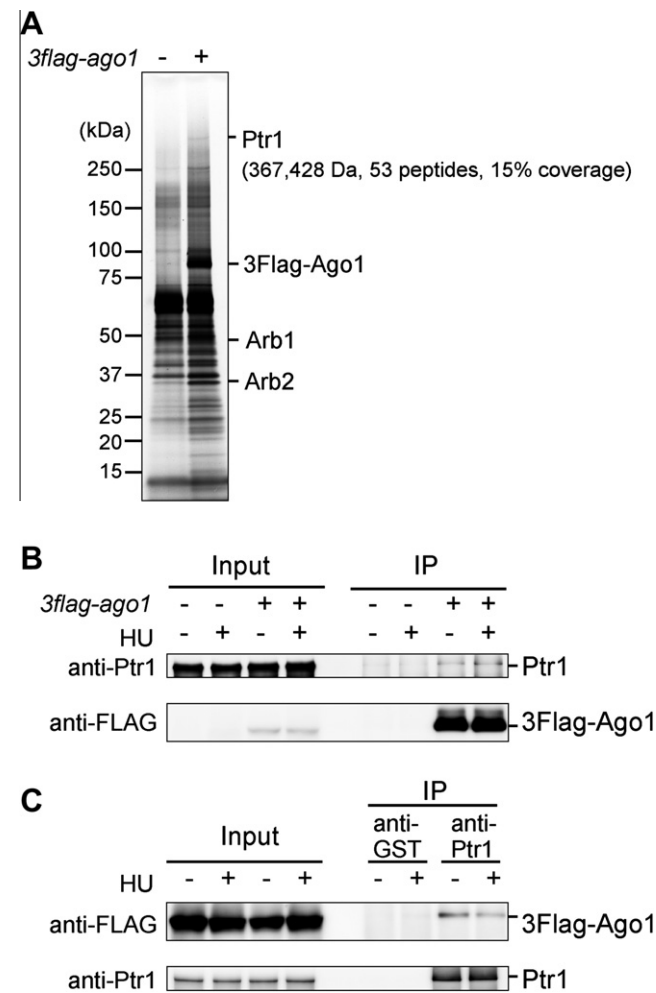 A
3flag-ago1 - +
(kDa)
Ptr1
(367,428 Da, 53 peptides, 15% coverage)
250
150
100
3Flag-Ago1
75
50
Arb1
37
Arb2
25
20
15
B
Input IP
3flag-ago1 - - + + - - + +
HU - + - + - + - +
anti-Ptr1 Ptr1
anti-FLAG 3Flag-Ago1
C
IP
Input anti-GST anti-Ptr1
HU - + - + - + - +
anti-FLAG 3Flag-Ago1
anti-Ptr1 Ptr1